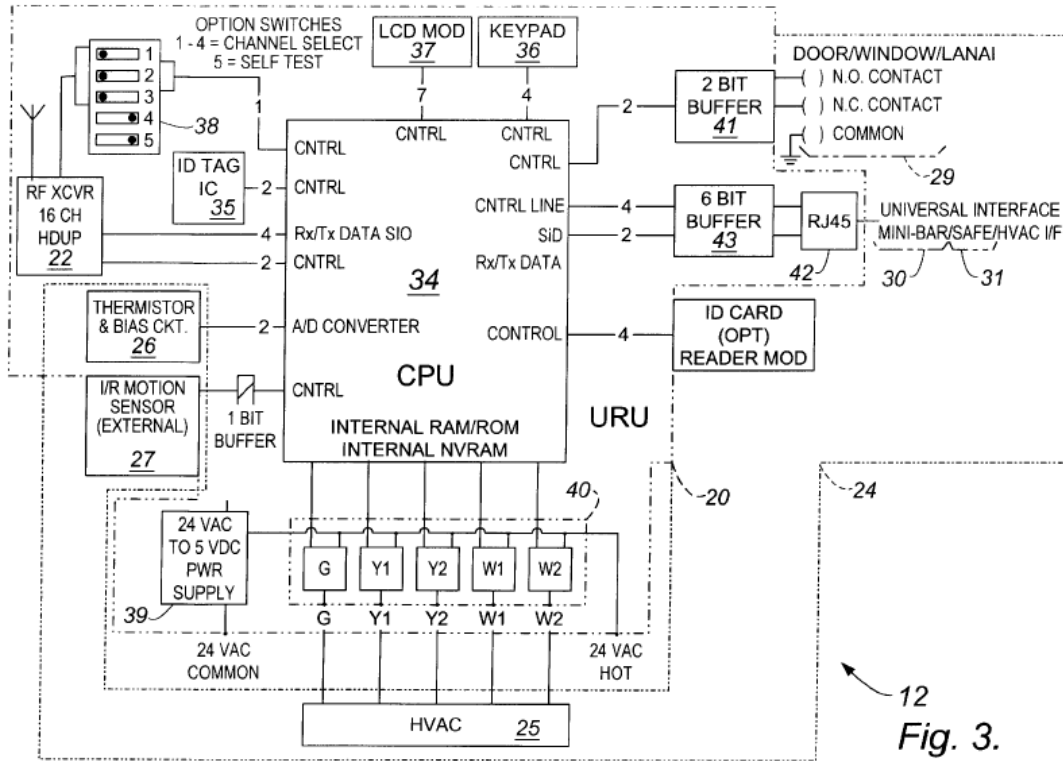 OPTION SWITCHES
1 - 4 = CHANNEL SELECT
5 = SELF TEST
1
2
3
4
5
38
LCD MOD
37
KEYPAD
36
7
4
1
CNTRL
CNTRL
CNTRL
CNTRL
2
2 BIT
BUFFER
41
DOOR/WINDOW/LANAI
( ) N.O. CONTACT
( ) N.C. CONTACT
( ) COMMON
29
ID TAG
IC
35
2
CNTRL
RF XCVR
16 CH
HDUP
22
4
Rx/Tx DATA SIO
2
CNTRL
CNTRL LINE
4
SiD
2
Rx/Tx DATA
6 BIT
BUFFER
43
RJ45
42
UNIVERSAL INTERFACE
MINI-BAR/SAFE/HVAC I/F
30
31
34
THERMISTOR
& BIAS CKT.
26
2
A/D CONVERTER
CONTROL
4
ID CARD
(OPT)
READER MOD
CPU
I/R MOTION
SENSOR
(EXTERNAL)
27
1 BIT
BUFFER
CNTRL
INTERNAL RAM/ROM
INTERNAL NVRAM
URU
20
24
40
24 VAC
TO 5 VDC
PWR
SUPPLY
39
G
Y1
Y2
W1
W2
G
Y1
Y2
W1
W2
24 VAC
COMMON
24 VAC
HOT
HVAC
25
12
Fig. 3.